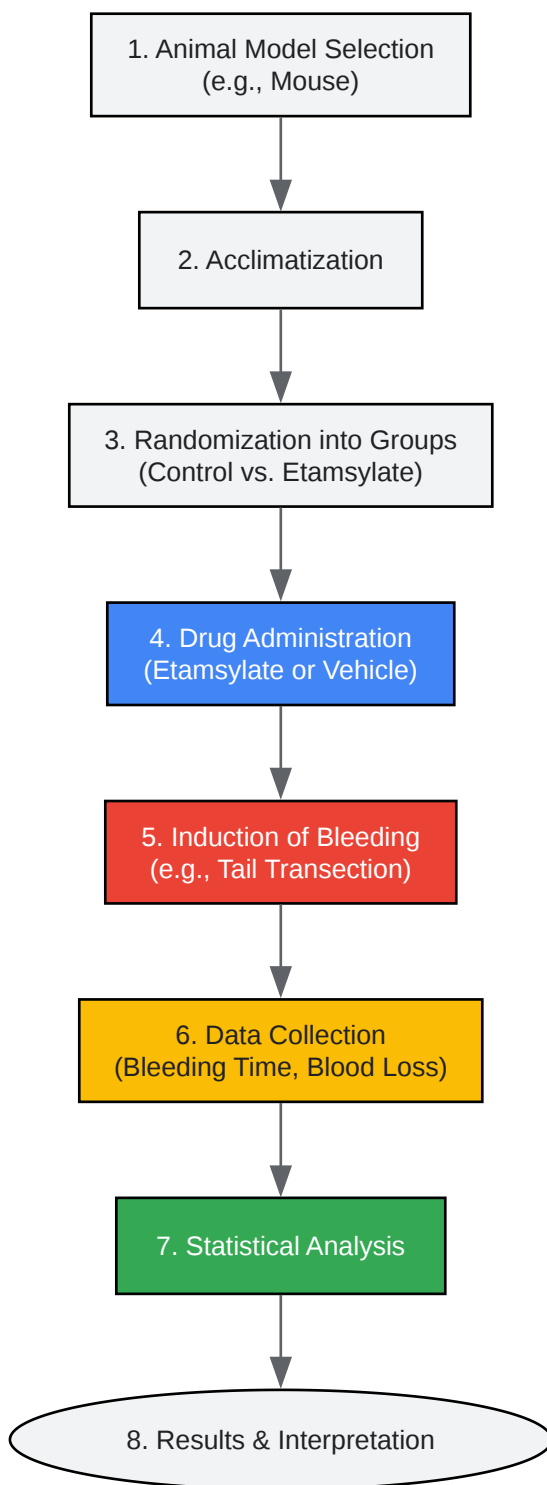 1. Animal Model Selection
(e.g., Mouse)
2. Acclimatization
3. Randomization into Groups
(Control vs. Etamsylate)
4. Drug Administration
(Etamsylate or Vehicle)
5. Induction of Bleeding
(e.g., Tail Transection)
6. Data Collection
(Bleeding Time, Blood Loss)
7. Statistical Analysis
8. Results & Interpretation